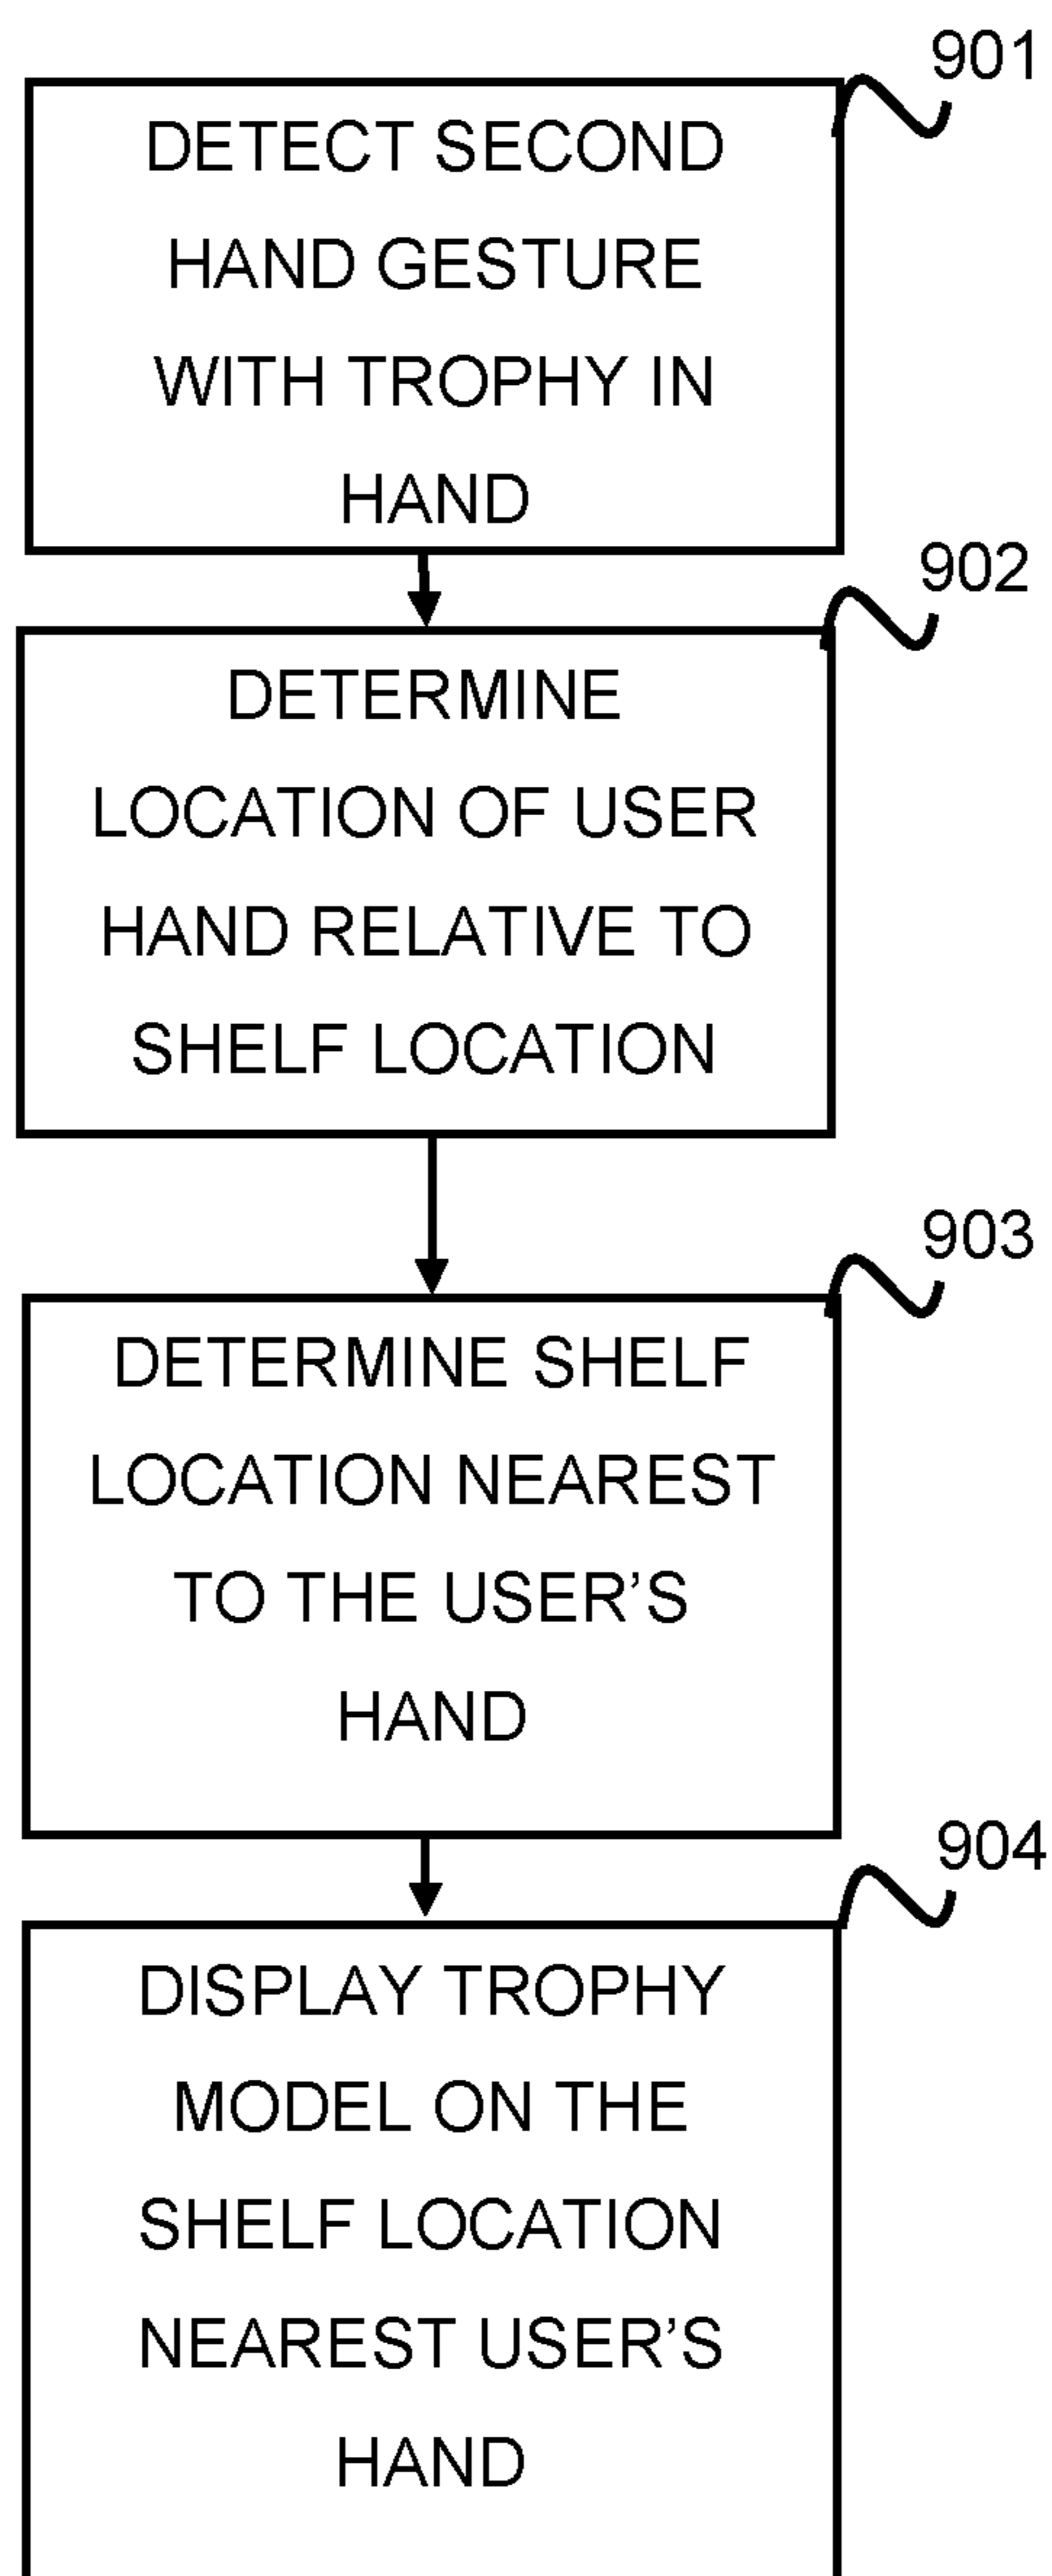 901
DETECT SECOND
HAND GESTURE
WITH TROPHY IN
HAND
902
DETERMINE
LOCATION OF USER
HAND RELATIVE TO
SHELF LOCATION
903
DETERMINE SHELF
LOCATION NEAREST
TO THE USER’S
HAND
904
DISPLAY TROPHY
MODEL ON THE
SHELF LOCATION
NEAREST USER’S
HAND